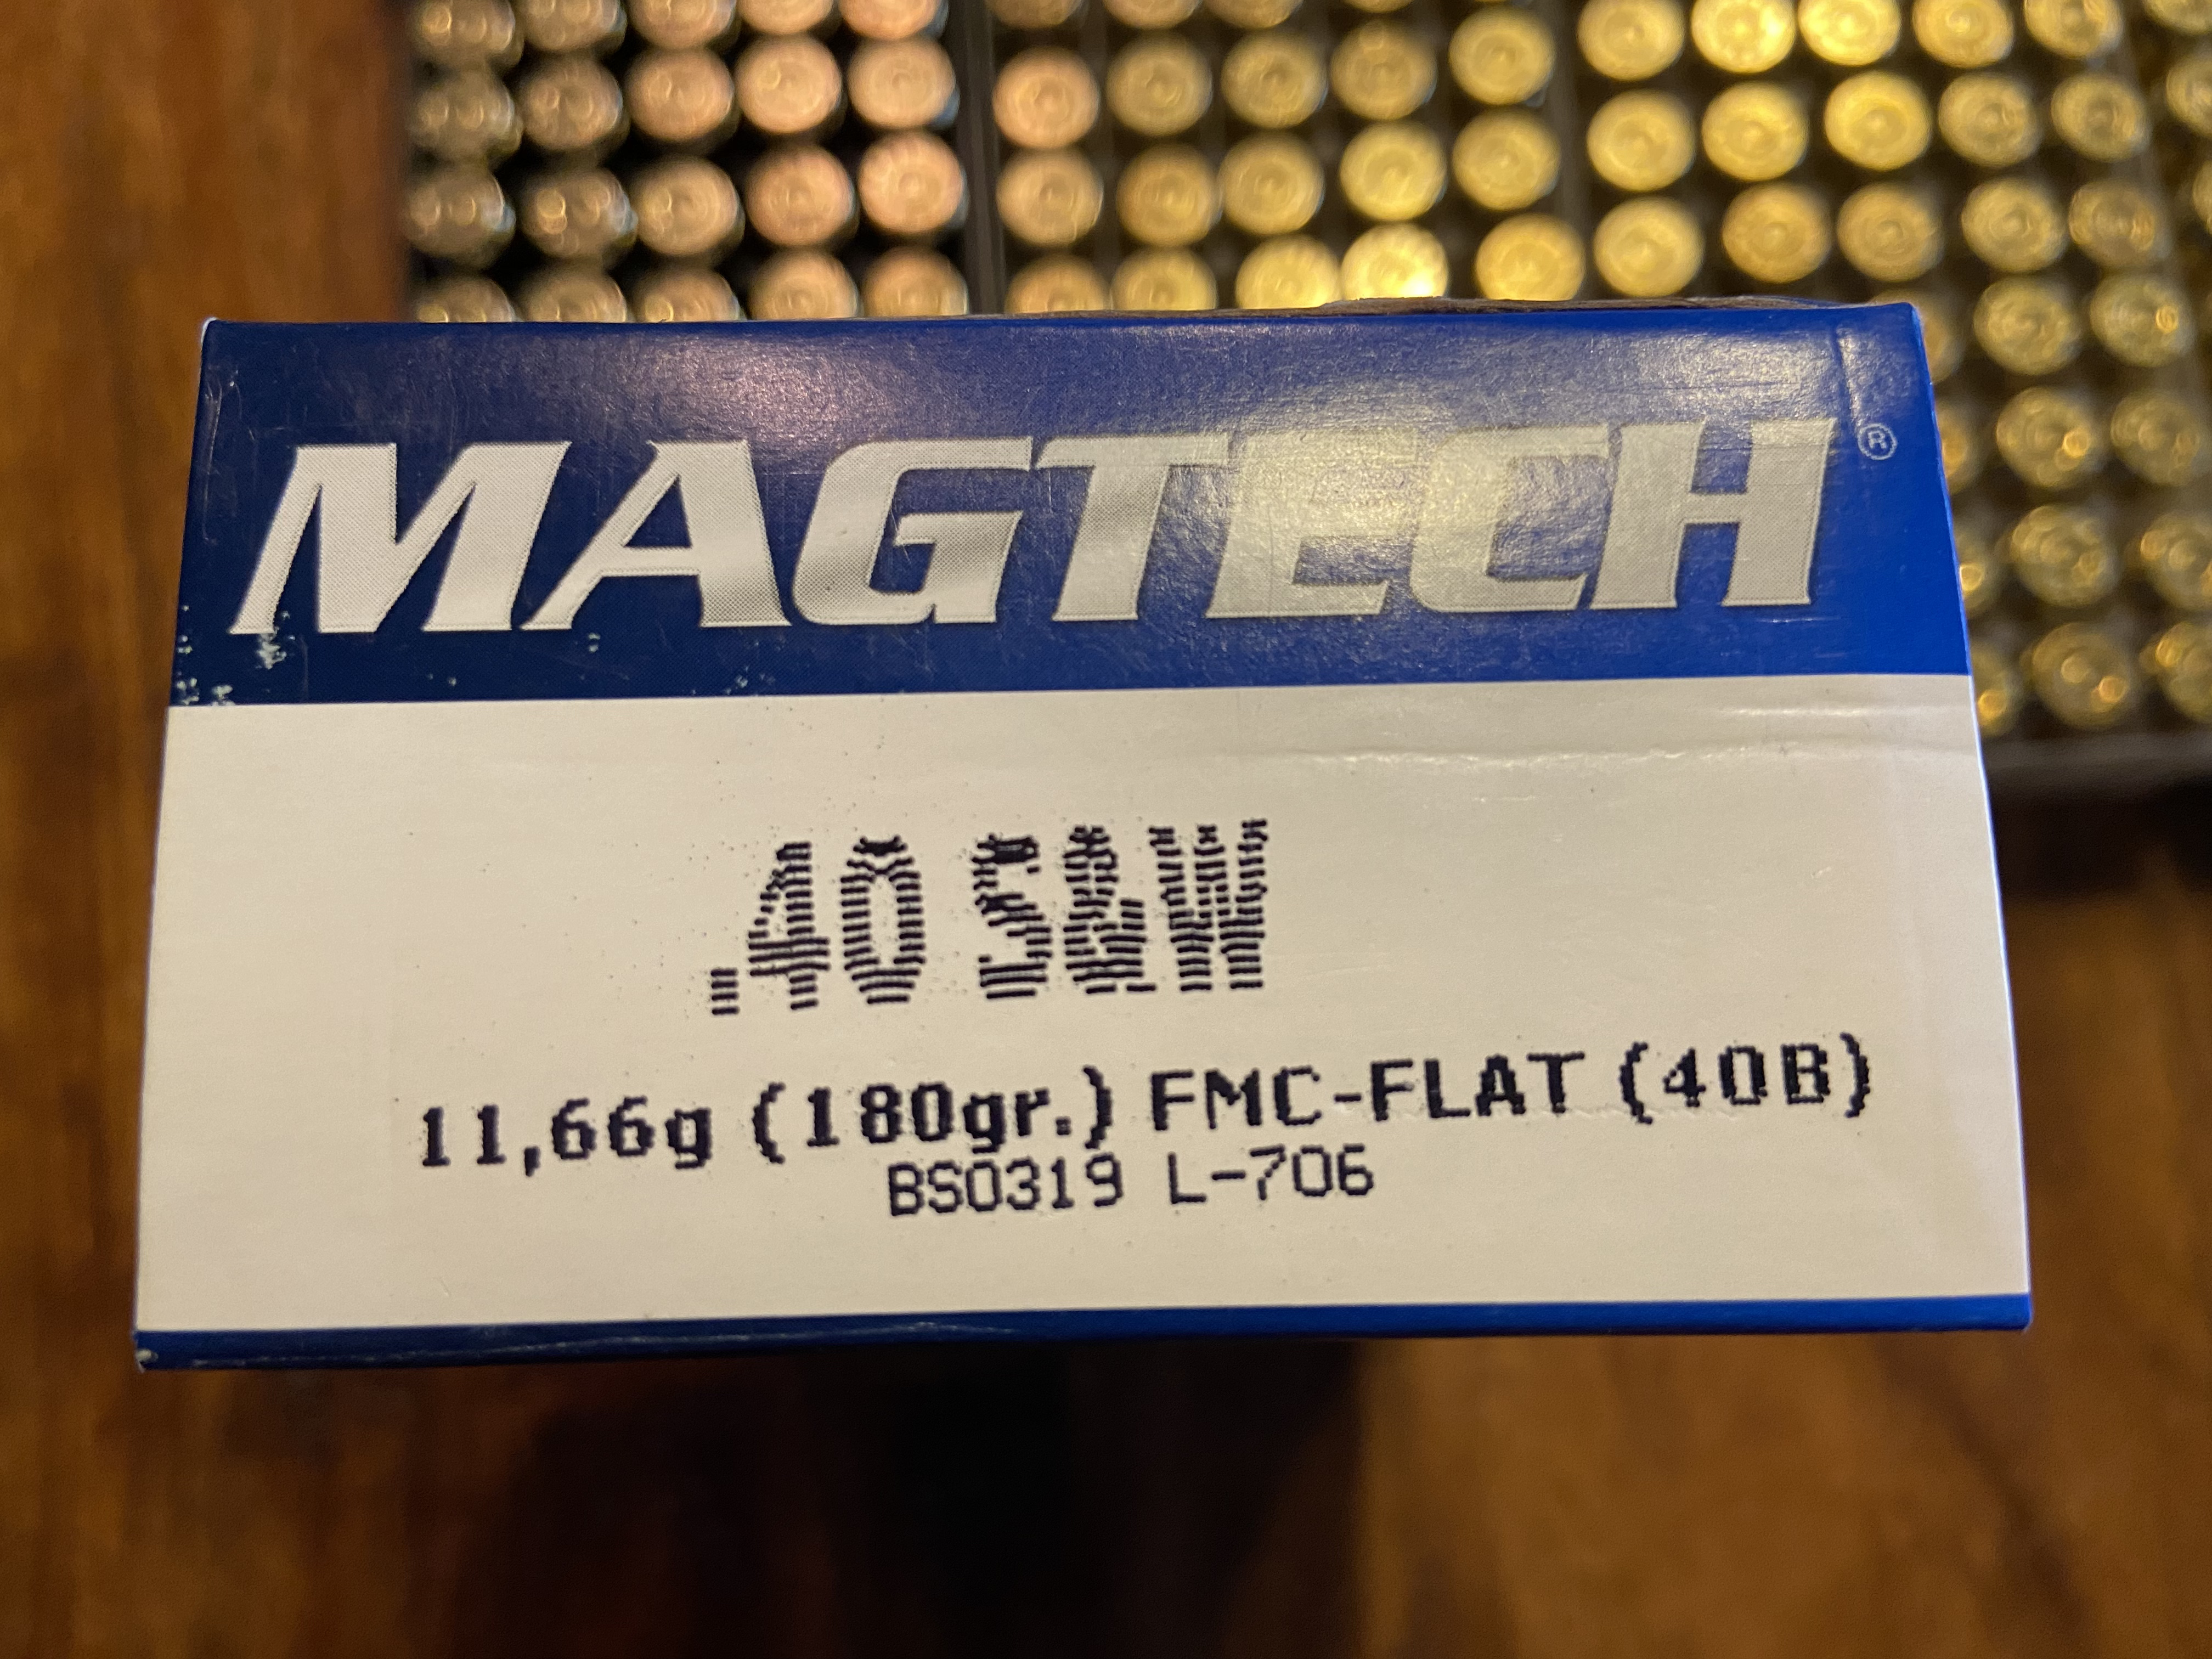 MAGTECH®
.40 S&W
11,66g (180gr.) FMC-FLAT (40B)
BS0319 L-706